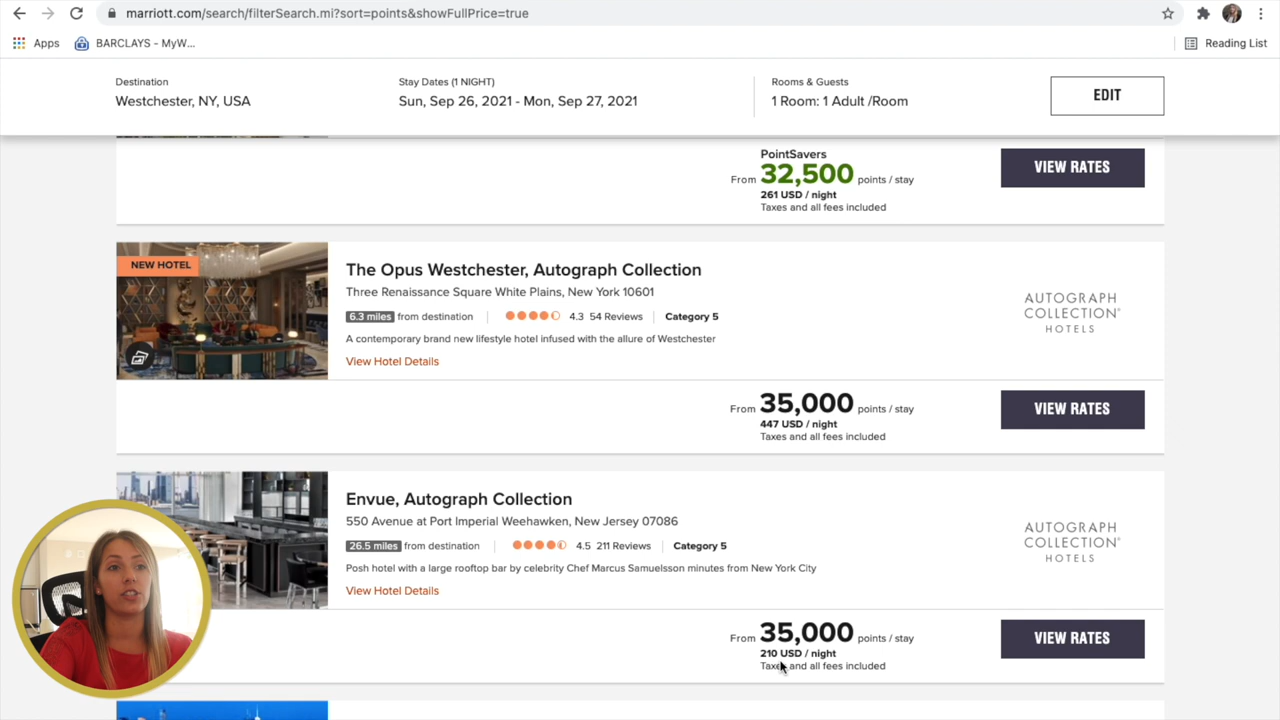 marriott.com/search/filterSearch.mi?sort=points&showFullPrice=true
Apps
BARCLAYS - MyW...
Reading List
Destination
Westchester, NY, USA
Stay Dates (1 NIGHT)
Sun, Sep 26, 2021 - Mon, Sep 27, 2021
Rooms & Guests
1 Room: 1 Adult /Room
EDIT
PointSavers
From 32,500 points / stay
261 USD / night
Taxes and all fees included
VIEW RATES
NEW HOTEL
The Opus Westchester, Autograph Collection
Three Renaissance Square White Plains, New York 10601
6.3 miles from destination 4.3 54 Reviews Category 5
A contemporary brand new lifestyle hotel infused with the allure of Westchester
View Hotel Details
AUTOGRAPH
COLLECTION®
HOTELS
From 35,000 points / stay
447 USD / night
Taxes and all fees included
VIEW RATES
Envue, Autograph Collection
550 Avenue at Port Imperial Weehawken, New Jersey 07086
26.5 miles from destination 4.5 211 Reviews Category 5
Posh hotel with a large rooftop bar by celebrity Chef Marcus Samuelsson minutes from New York City
View Hotel Details
AUTOGRAPH
COLLECTION®
HOTELS
From 35,000 points / stay
210 USD / night
Taxes and all fees included
VIEW RATES